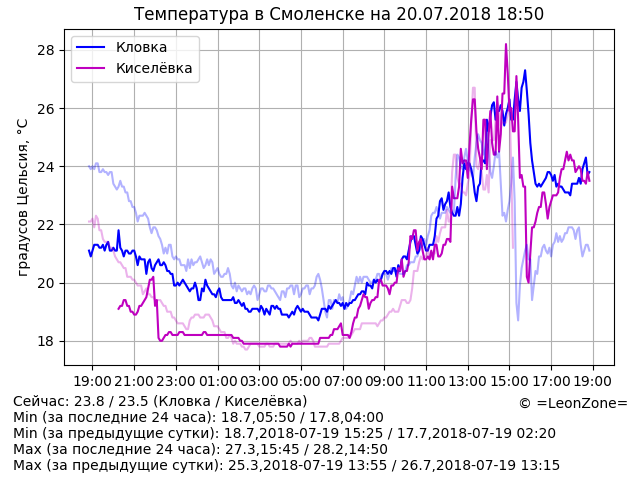 Температура в Смоленске на 20.07.2018 18:50
Кловка
Киселёвка
градусов Цельсия, °C
28
26
24
22
20
18
19:00 21:00 23:00 01:00 03:00 05:00 07:00 09:00 11:00 13:00 15:00 17:00 19:00
Сейчас: 23.8 / 23.5 (Кловка / Киселёвка)
© =LeonZone=
Min (за последние 24 часа): 18.7,05:50 / 17.8,04:00
Min (за предыдущие сутки): 18.7,2018-07-19 15:25 / 17.7,2018-07-19 02:20
Max (за последние 24 часа): 27.3,15:45 / 28.2,14:50
Max (за предыдущие сутки): 25.3,2018-07-19 13:55 / 26.7,2018-07-19 13:15